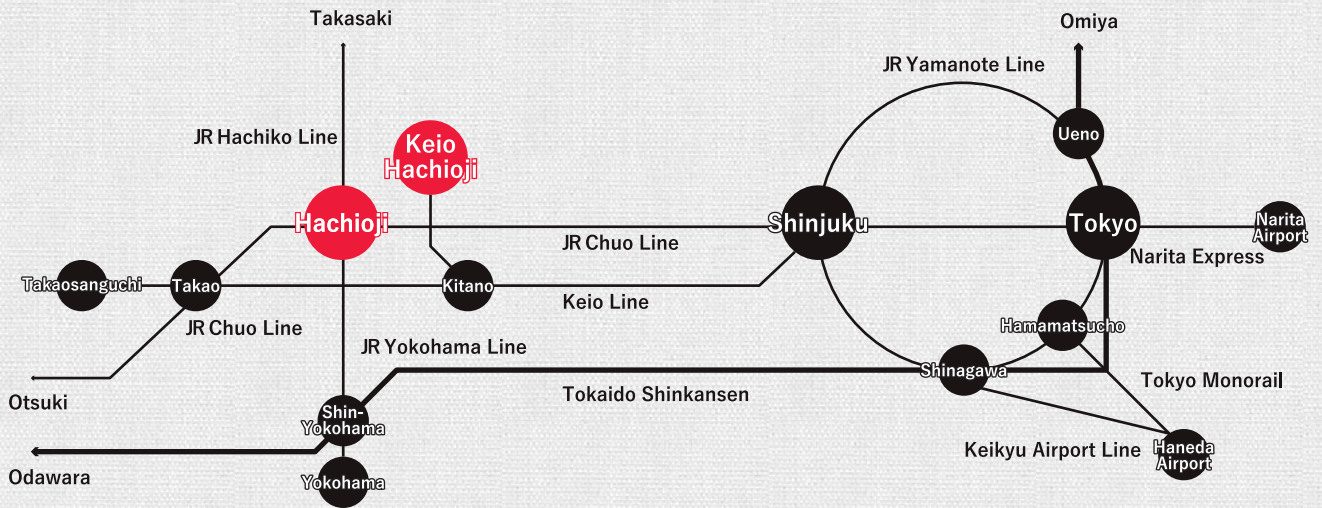 Takasaki
Omiya
JR Yamanote Line
JR Hachiko Line
Keio
Hachioji
Ueno
Hachioji
Shinjuku
Tokyo
Narita
Airport
JR Chuo Line
Narita Express
Takaosanguchi
Takao
Kitano
Keio Line
JR Chuo Line
Hamamatsucho
JR Yokohama Line
Shinagawa
Tokyo Monorail
Otsuki
Tokaido Shinkansen
Shin-
Yokohama
Keikyu Airport Line
Haneda
Airport
Odawara
Yokohama